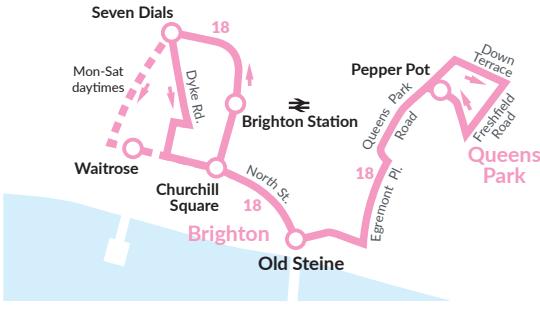 Seven Dials
18
Mon-Sat
daytimes
Dyke Rd.
Brighton Station
Waitrose
Churchill
Square
North St.
18
Brighton
Old Steine
Pepper Pot
Down
Terrace
Queens Park
Road
Freshfield
Road
Queens
Park
18
Egremont Pl.